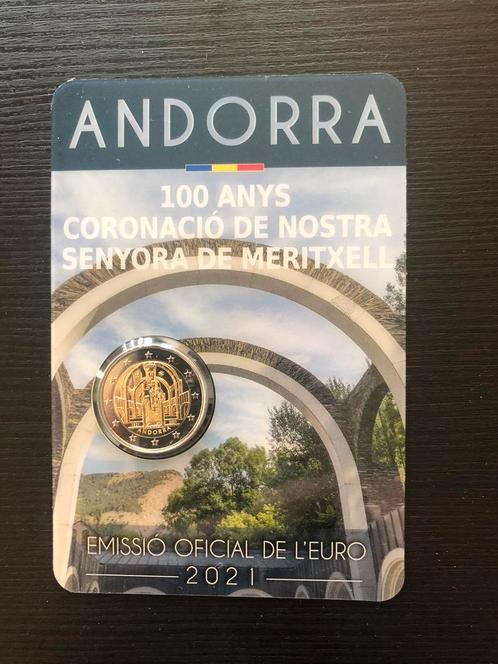 ANDORRA
100 ANYS
CORONACIÓ DE NOSTRA
SENYORA DE MERITXELL
ANDORRA
EMISSIÓ OFICIAL DE L'EURO
2021